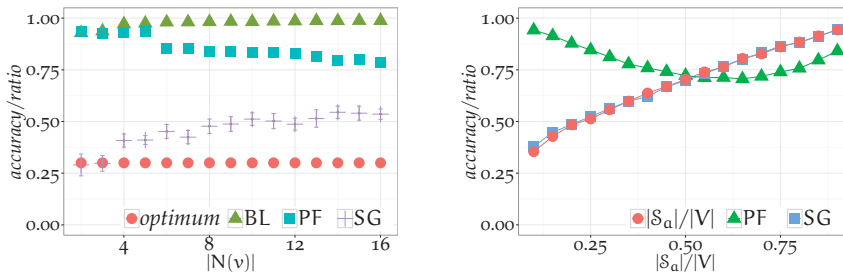 1.00
0.75
0.50
0.25
0.00
accuracy/ratio
optimum BL PF SG
4 8 12 16
|N(v)|
1.00
0.75
0.50
0.25
0.00
accuracy/ratio
|Sₐ|/|V| PF SG
0.25 0.50 0.75
|Sₐ|/|V|